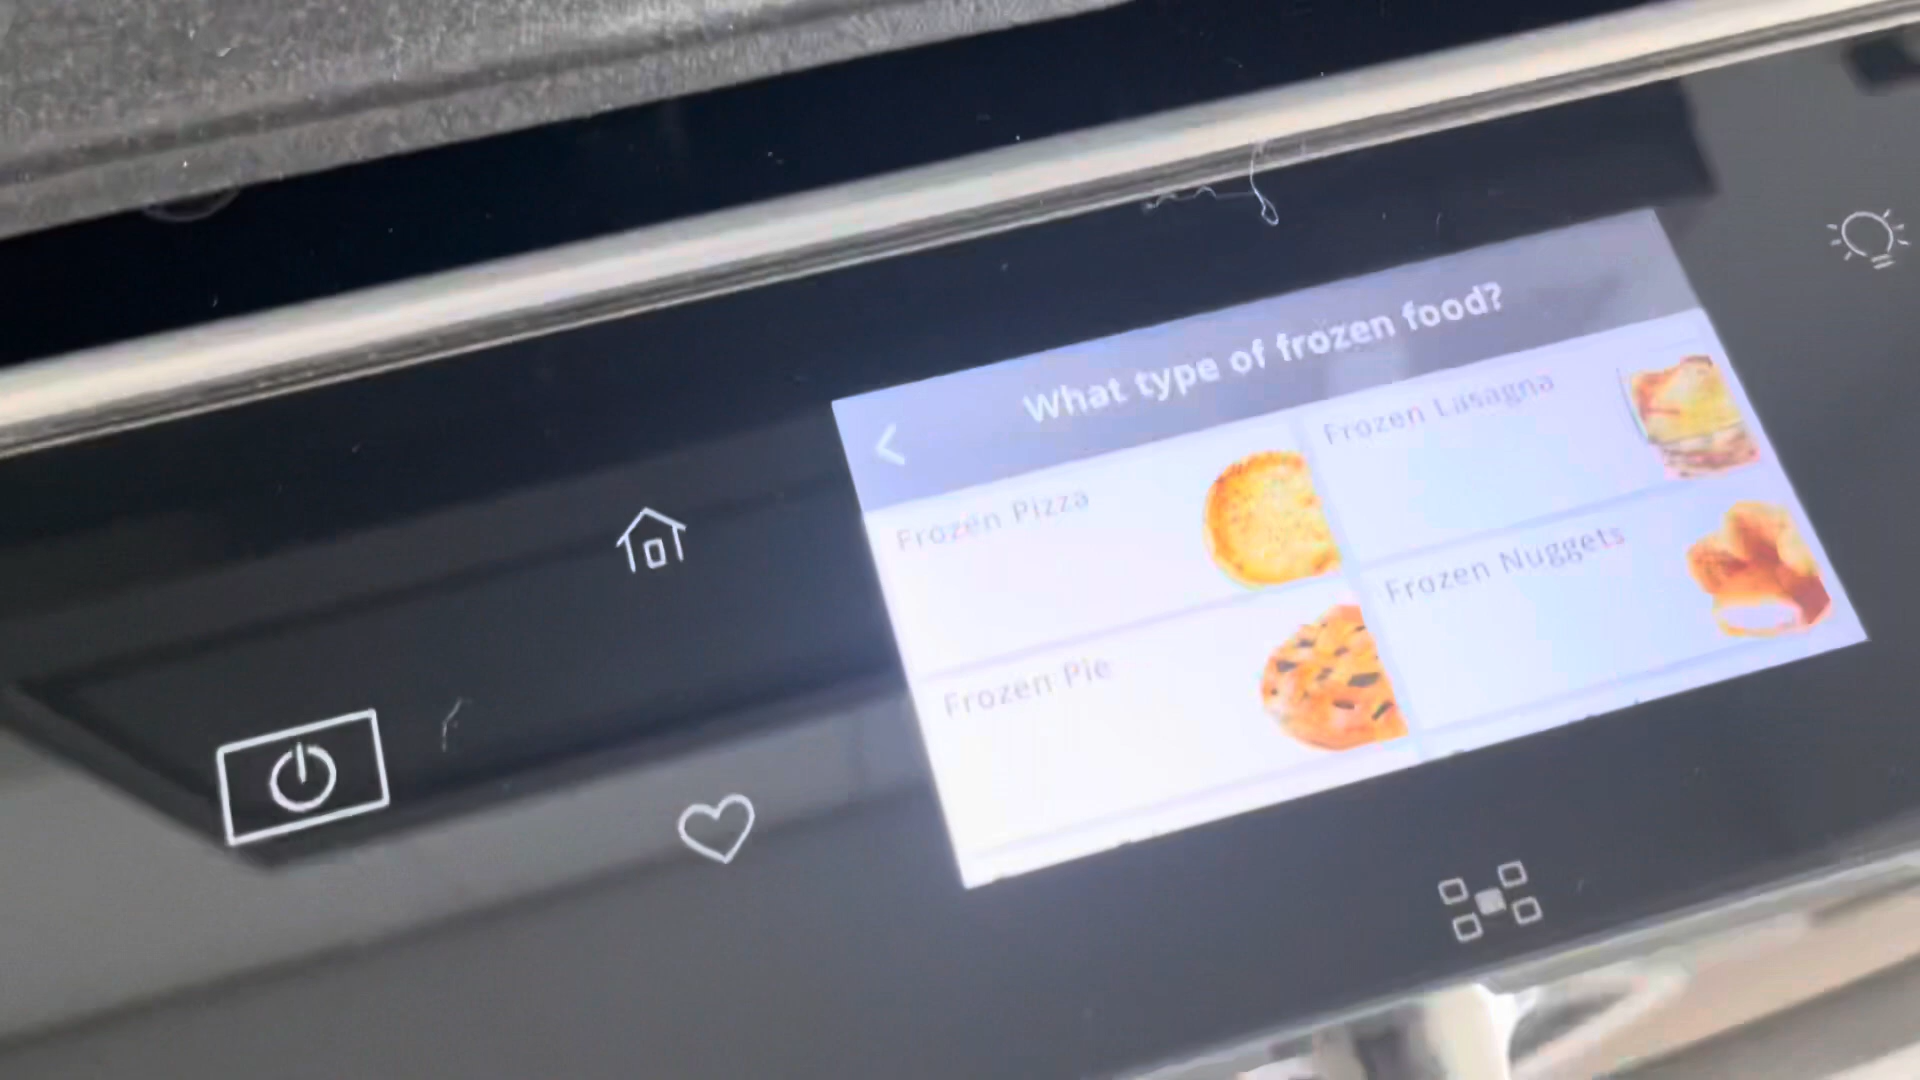 What type of frozen food?
Frozen Pizza
Frozen Lasagna
Frozen Pie
Frozen Nuggets